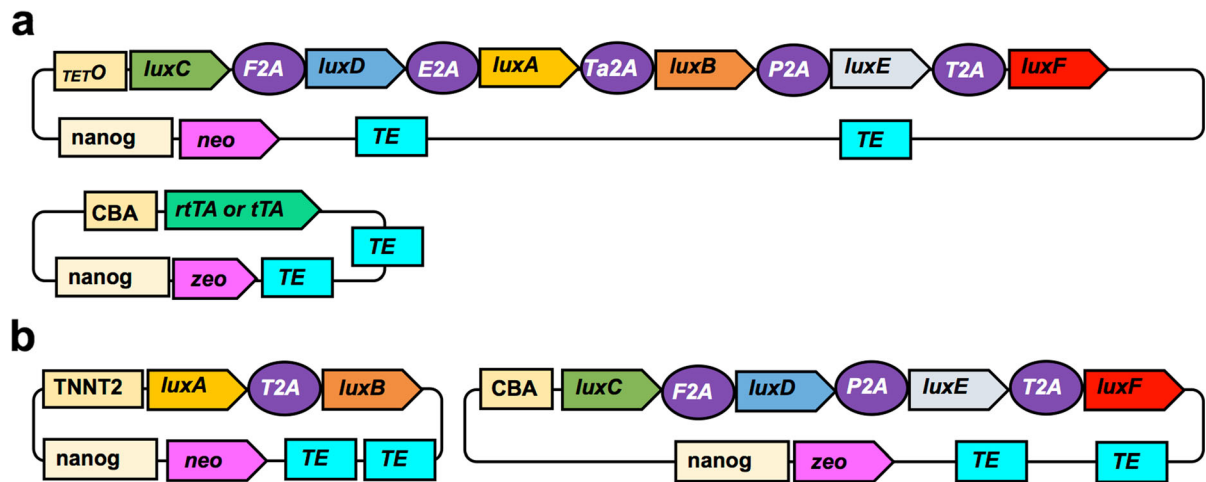 a
TETO luxC F2A luxD E2A luxA Ta2A luxB P2A luxE T2A luxF
nanog neo TE TE
CBA rtTA or tTA
TE
nanog zeo TE
b
TNNT2 luxA T2A luxB
nanog neo TE TE
CBA luxC F2A luxD P2A luxE T2A luxF
nanog zeo TE TE